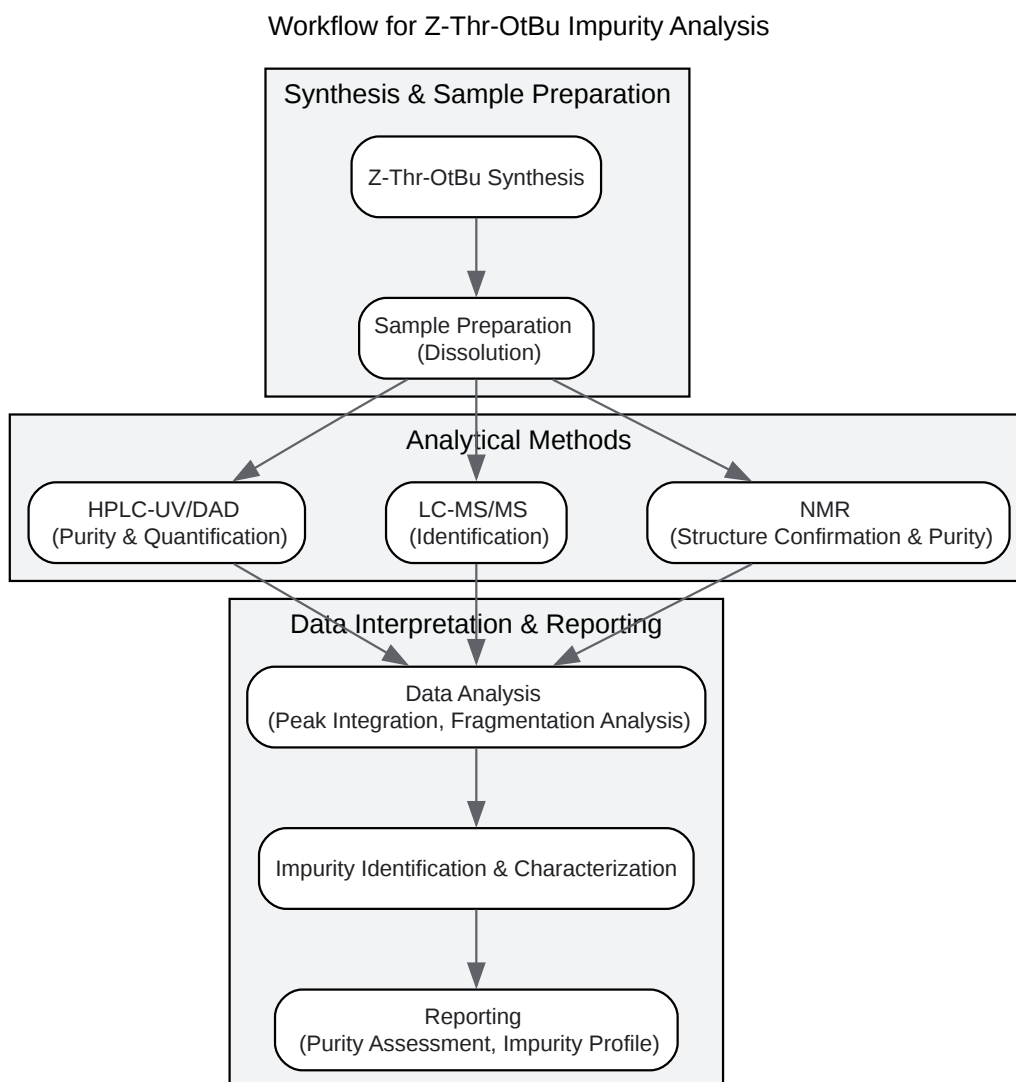 Workflow for Z-Thr-OtBu Impurity Analysis
Synthesis & Sample Preparation
Z-Thr-OtBu Synthesis
Sample Preparation
(Dissolution)
Analytical Methods
HPLC-UV/DAD
(Purity & Quantification)
LC-MS/MS
(Identification)
NMR
(Structure Confirmation & Purity)
Data Interpretation & Reporting
Data Analysis
(Peak Integration, Fragmentation Analysis)
Impurity Identification & Characterization
Reporting
(Purity Assessment, Impurity Profile)